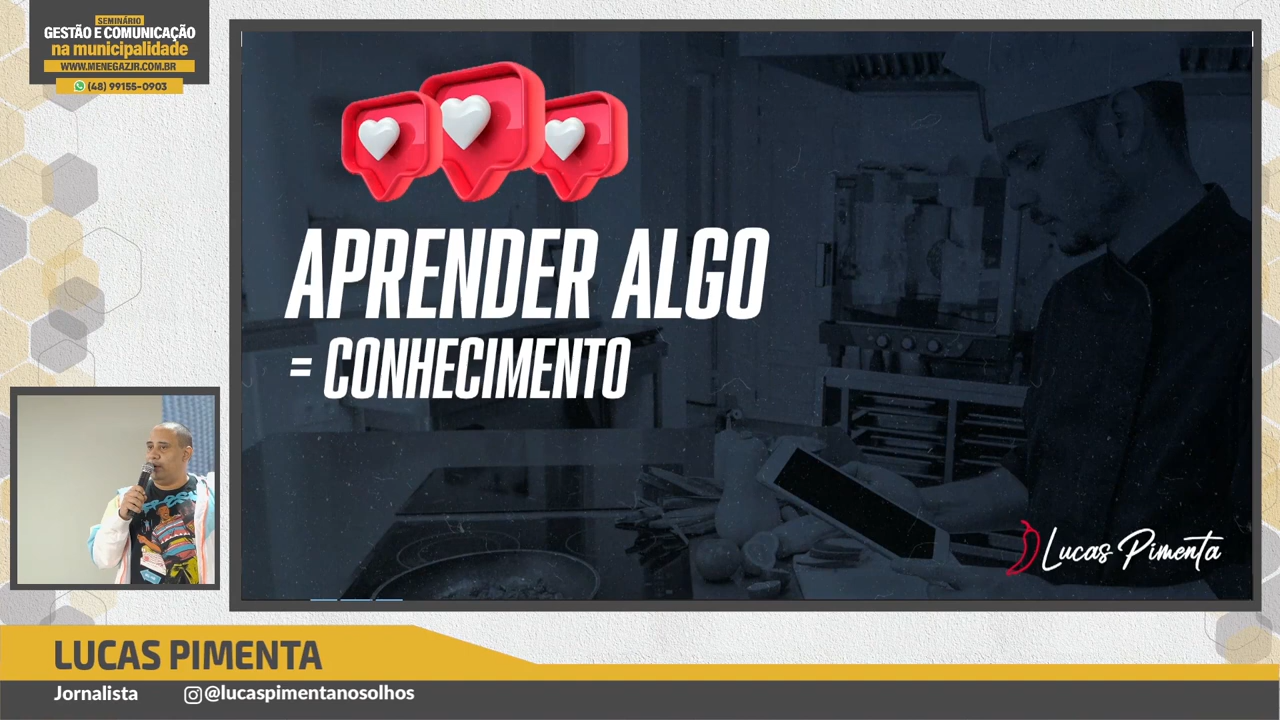 SEMINÁRIO
GESTÃO E COMUNICAÇÃO
na municipalidade
WWW.MENEGAZJR.COM.BR
(48) 99155-0903
APRENDER ALGO
= CONHECIMENTO
Lucas Pimenta
LUCAS PIMENTA
Jornalista
@lucaspimentanosolhos